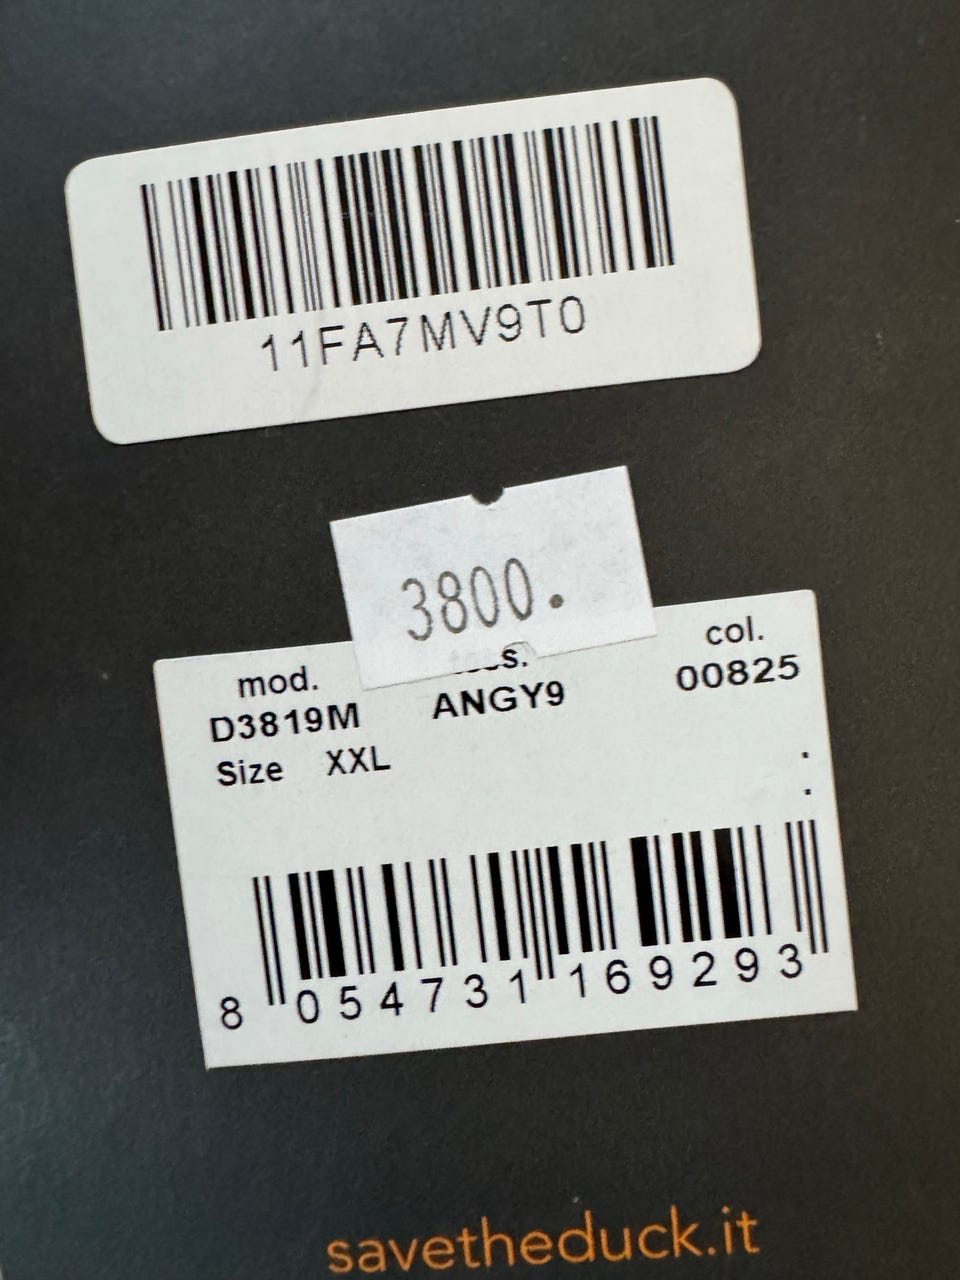 11FA7MV9T0
3800.
mod. col.
D3819M ANGY9 00825
Size XXL
8 054731 169293
savetheduck.it